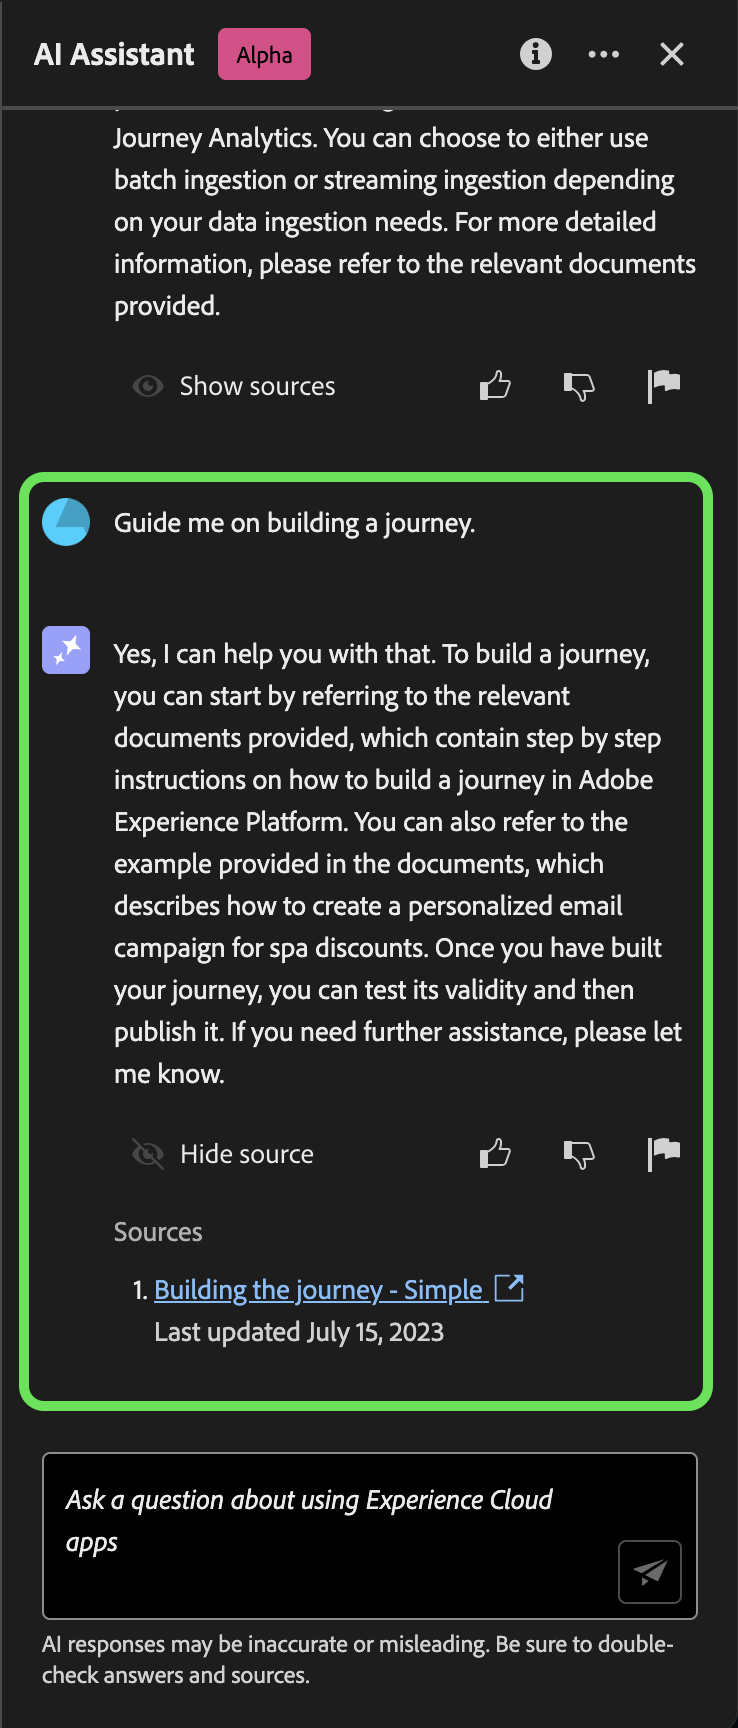 AI Assistant Alpha
Journey Analytics. You can choose to either use
batch ingestion or streaming ingestion depending
on your data ingestion needs. For more detailed
information, please refer to the relevant documents
provided.
Show sources
Guide me on building a journey.
Yes, I can help you with that. To build a journey,
you can start by referring to the relevant
documents provided, which contain step by step
instructions on how to build a journey in Adobe
Experience Platform. You can also refer to the
example provided in the documents, which
describes how to create a personalized email
campaign for spa discounts. Once you have built
your journey, you can test its validity and then
publish it. If you need further assistance, please let
me know.
Hide source
Sources
1. Building the journey - Simple
Last updated July 15, 2023
Ask a question about using Experience Cloud
apps
AI responses may be inaccurate or misleading. Be sure to double-
check answers and sources.